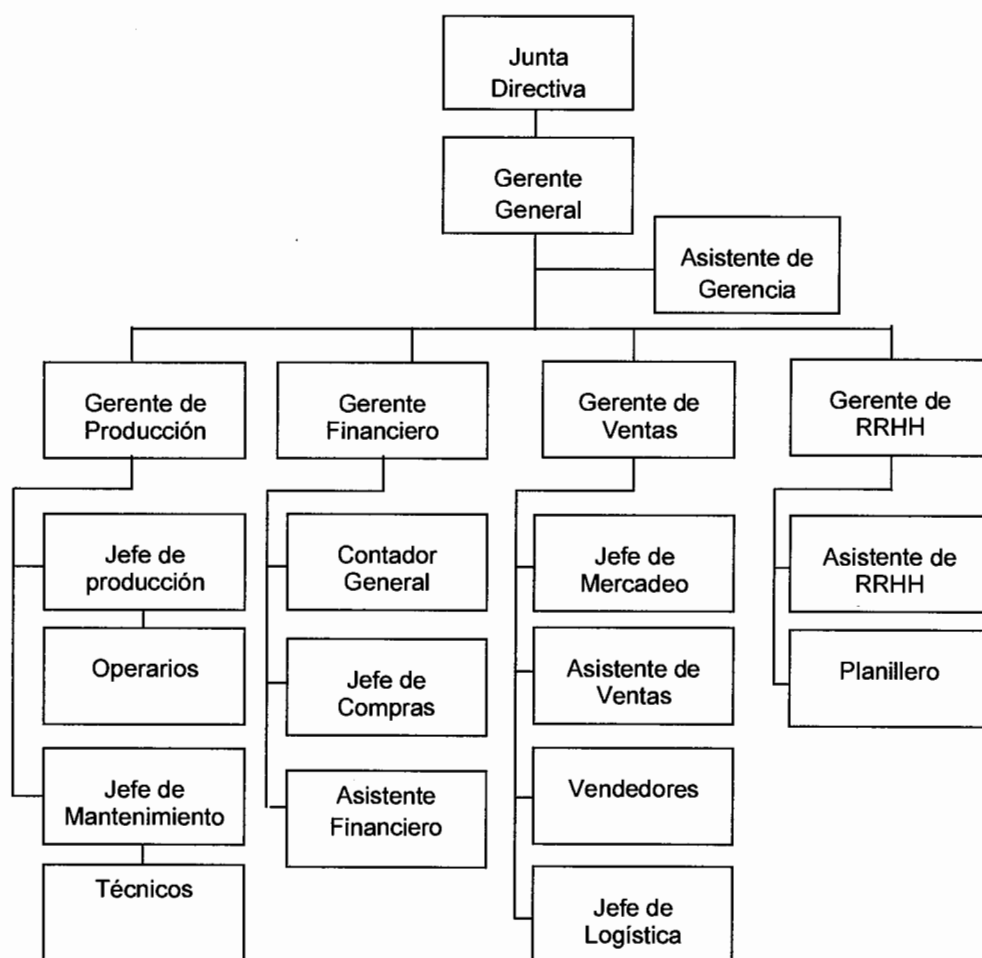 Junta
Directiva
Gerente
General
Asistente de
Gerencia
Gerente de
Producción
Gerente
Financiero
Gerente de
Ventas
Gerente de
RRHH
Jefe de
producción
Contador
General
Jefe de
Mercadeo
Asistente de
RRHH
Operarios
Jefe de
Compras
Asistente de
Ventas
Planillero
Jefe de
Mantenimiento
Asistente
Financiero
Vendedores
Técnicos
Jefe de
Logística